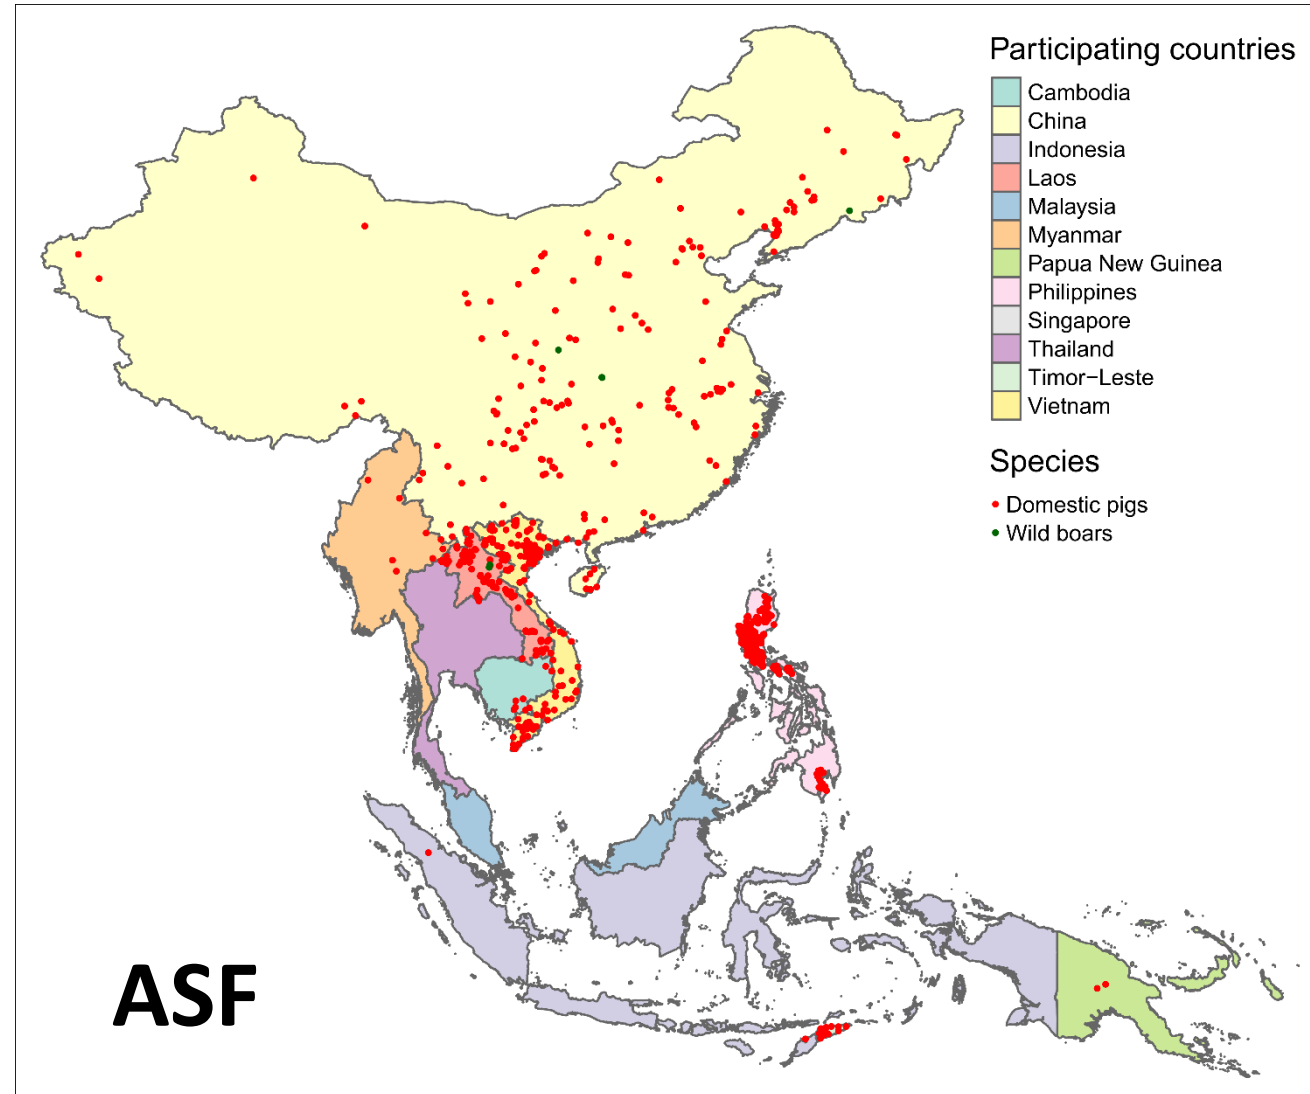 Participating countries
Cambodia
China
Indonesia
Laos
Malaysia
Myanmar
Papua New Guinea
Philippines
Singapore
Thailand
Timor−Leste
Vietnam
Species
Domestic pigs
Wild boars
ASF